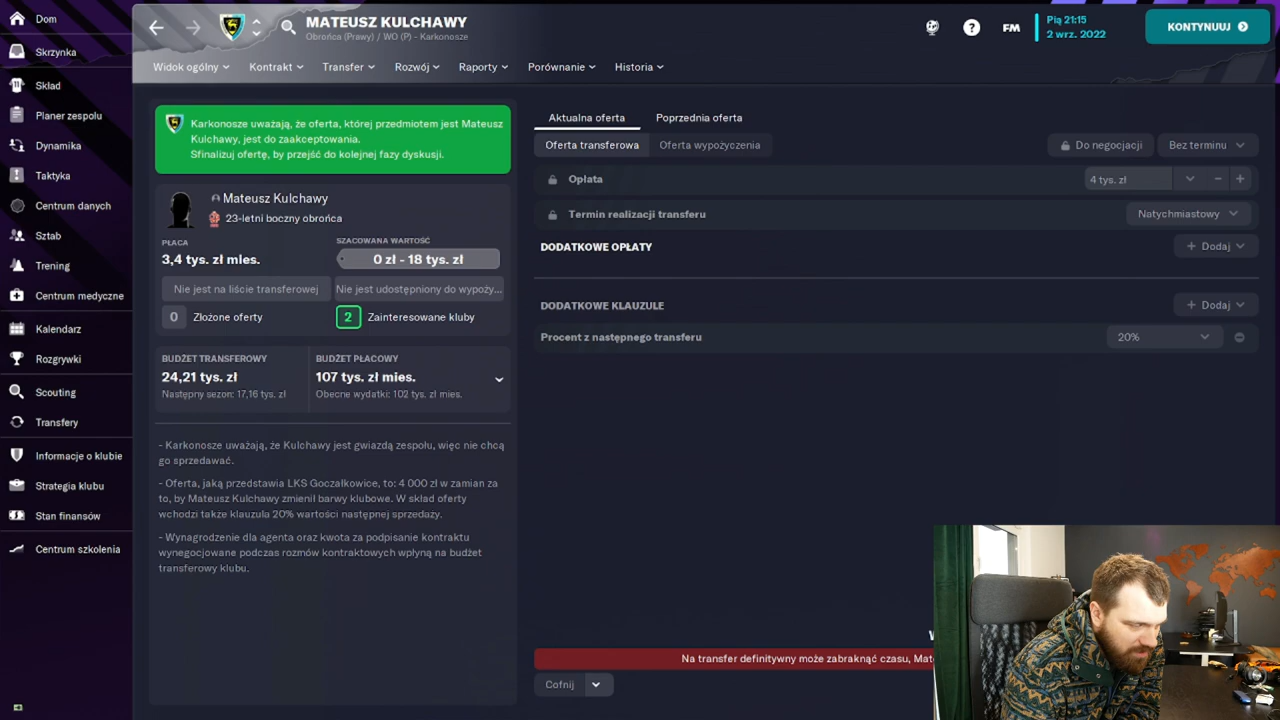 Dom
Skrzynka
Skład
Planer zespołu
Dynamika
Taktyka
Centrum danych
Sztab
Trening
Centrum medyczne
Kalendarz
Rozgrywki
Scouting
Transfery
Informacje o klubie
Strategia klubu
Stan finansów
Centrum szkolenia
MATEUSZ KULCHAWY
Obrońca (Prawy) / WO (P) - Karkonosze
FM
Pią 21:15
2 wrz. 2022
KONTYNUUJ
Widok ogólny
Kontrakt
Transfer
Rozwój
Raporty
Porównanie
Historia
Karkonosze uważają, że oferta, której przedmiotem jest Mateusz
Kulchawy, jest do zaakceptowania.
Sfinalizuj ofertę, by przejść do kolejnej fazy dyskusji.
Mateusz Kulchawy
23-letni boczny obrońca
PŁACA
3,4 tys. zł mies.
SZACOWANA WARTOŚĆ
0 zł - 18 tys. zł
Nie jest na liście transferowej
Nie jest udostępniony do wypoży...
0 Złożone oferty
2 Zainteresowane kluby
BUDŻET TRANSFEROWY
24,21 tys. zł
Następny sezon: 17,16 tys. zł
BUDŻET PŁACOWY
107 tys. zł mies.
Obecne wydatki: 102 tys. zł mies.
- Karkonosze uważają, że Kulchawy jest gwiazdą zespołu, więc nie chcą
go sprzedawać.
- Oferta, jaką przedstawia LKS Goczałkowice, to: 4 000 zł w zamian za
to, by Mateusz Kulchawy zmienił barwy klubowe. W skład oferty
wchodzi także klauzula 20% wartości następnej sprzedaży.
- Wynagrodzenie dla agenta oraz kwota za podpisanie kontraktu
wynegocjowane podczas rozmów kontraktowych wpłyną na budżet
transferowy klubu.
Aktualna oferta
Poprzednia oferta
Oferta transferowa
Oferta wypożyczenia
Do negocjacji
Bez terminu
Opłata
4 tys. zł
Termin realizacji transferu
Natychmiastowy
DODATKOWE OPŁATY
+ Dodaj
DODATKOWE KLAUZULE
+ Dodaj
Procent z następnego transferu
20%
Na transfer definitywny może zabraknąć czasu, Mat
Cofnij